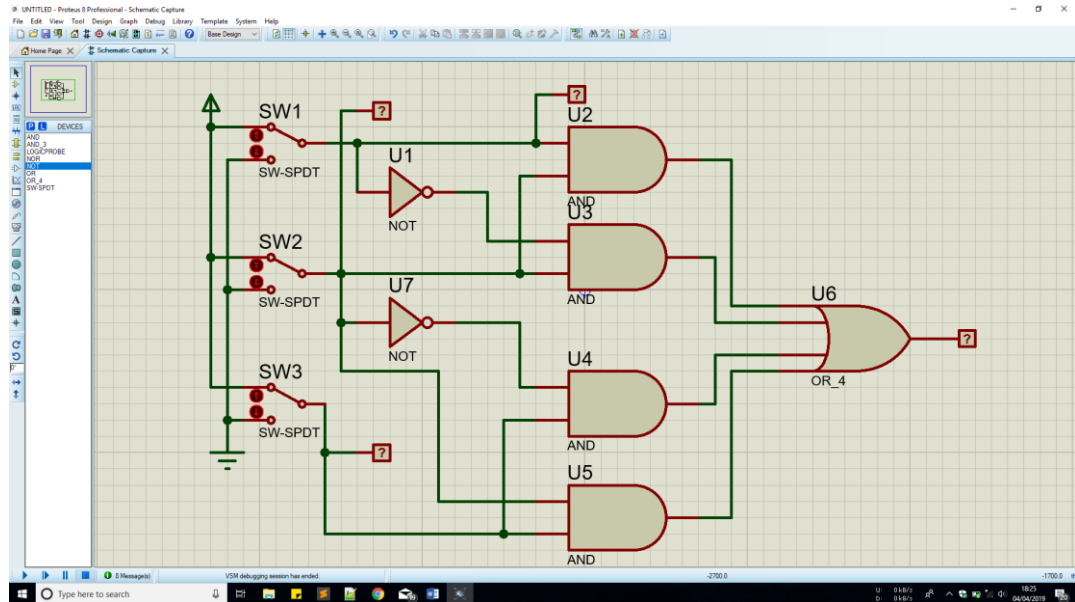 UNTITLED - Proteus 8 Professional - Schematic Capture
File Edit View Tool Design Graph Debug Library Template System Help
Base Design
Home Page Schematic Capture
P L DEVICES
AND
AND_3
LOGICPROBE
NOR
NOT
OR
OR_4
SW-SPDT
SW1
SW-SPDT
?
?
U2
AND
U1
NOT
U3
AND
SW2
SW-SPDT
U7
NOT
U6
OR_4
?
SW3
SW-SPDT
?
U4
AND
U5
AND
8 Message(s)
VSM debugging session has ended.
-2700.0
-1700.0
Type here to search
U: 0 kB/s
D: 0 kB/s
18:25
04/04/2019